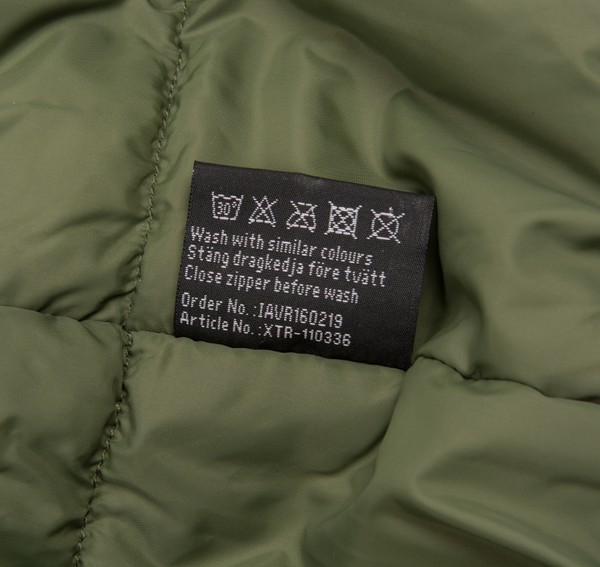 30°
Wash with similar colours
Stäng dragkedja före tvätt
Close zipper before wash
Order No.:IAVR160219
Article No.:XTR-110336